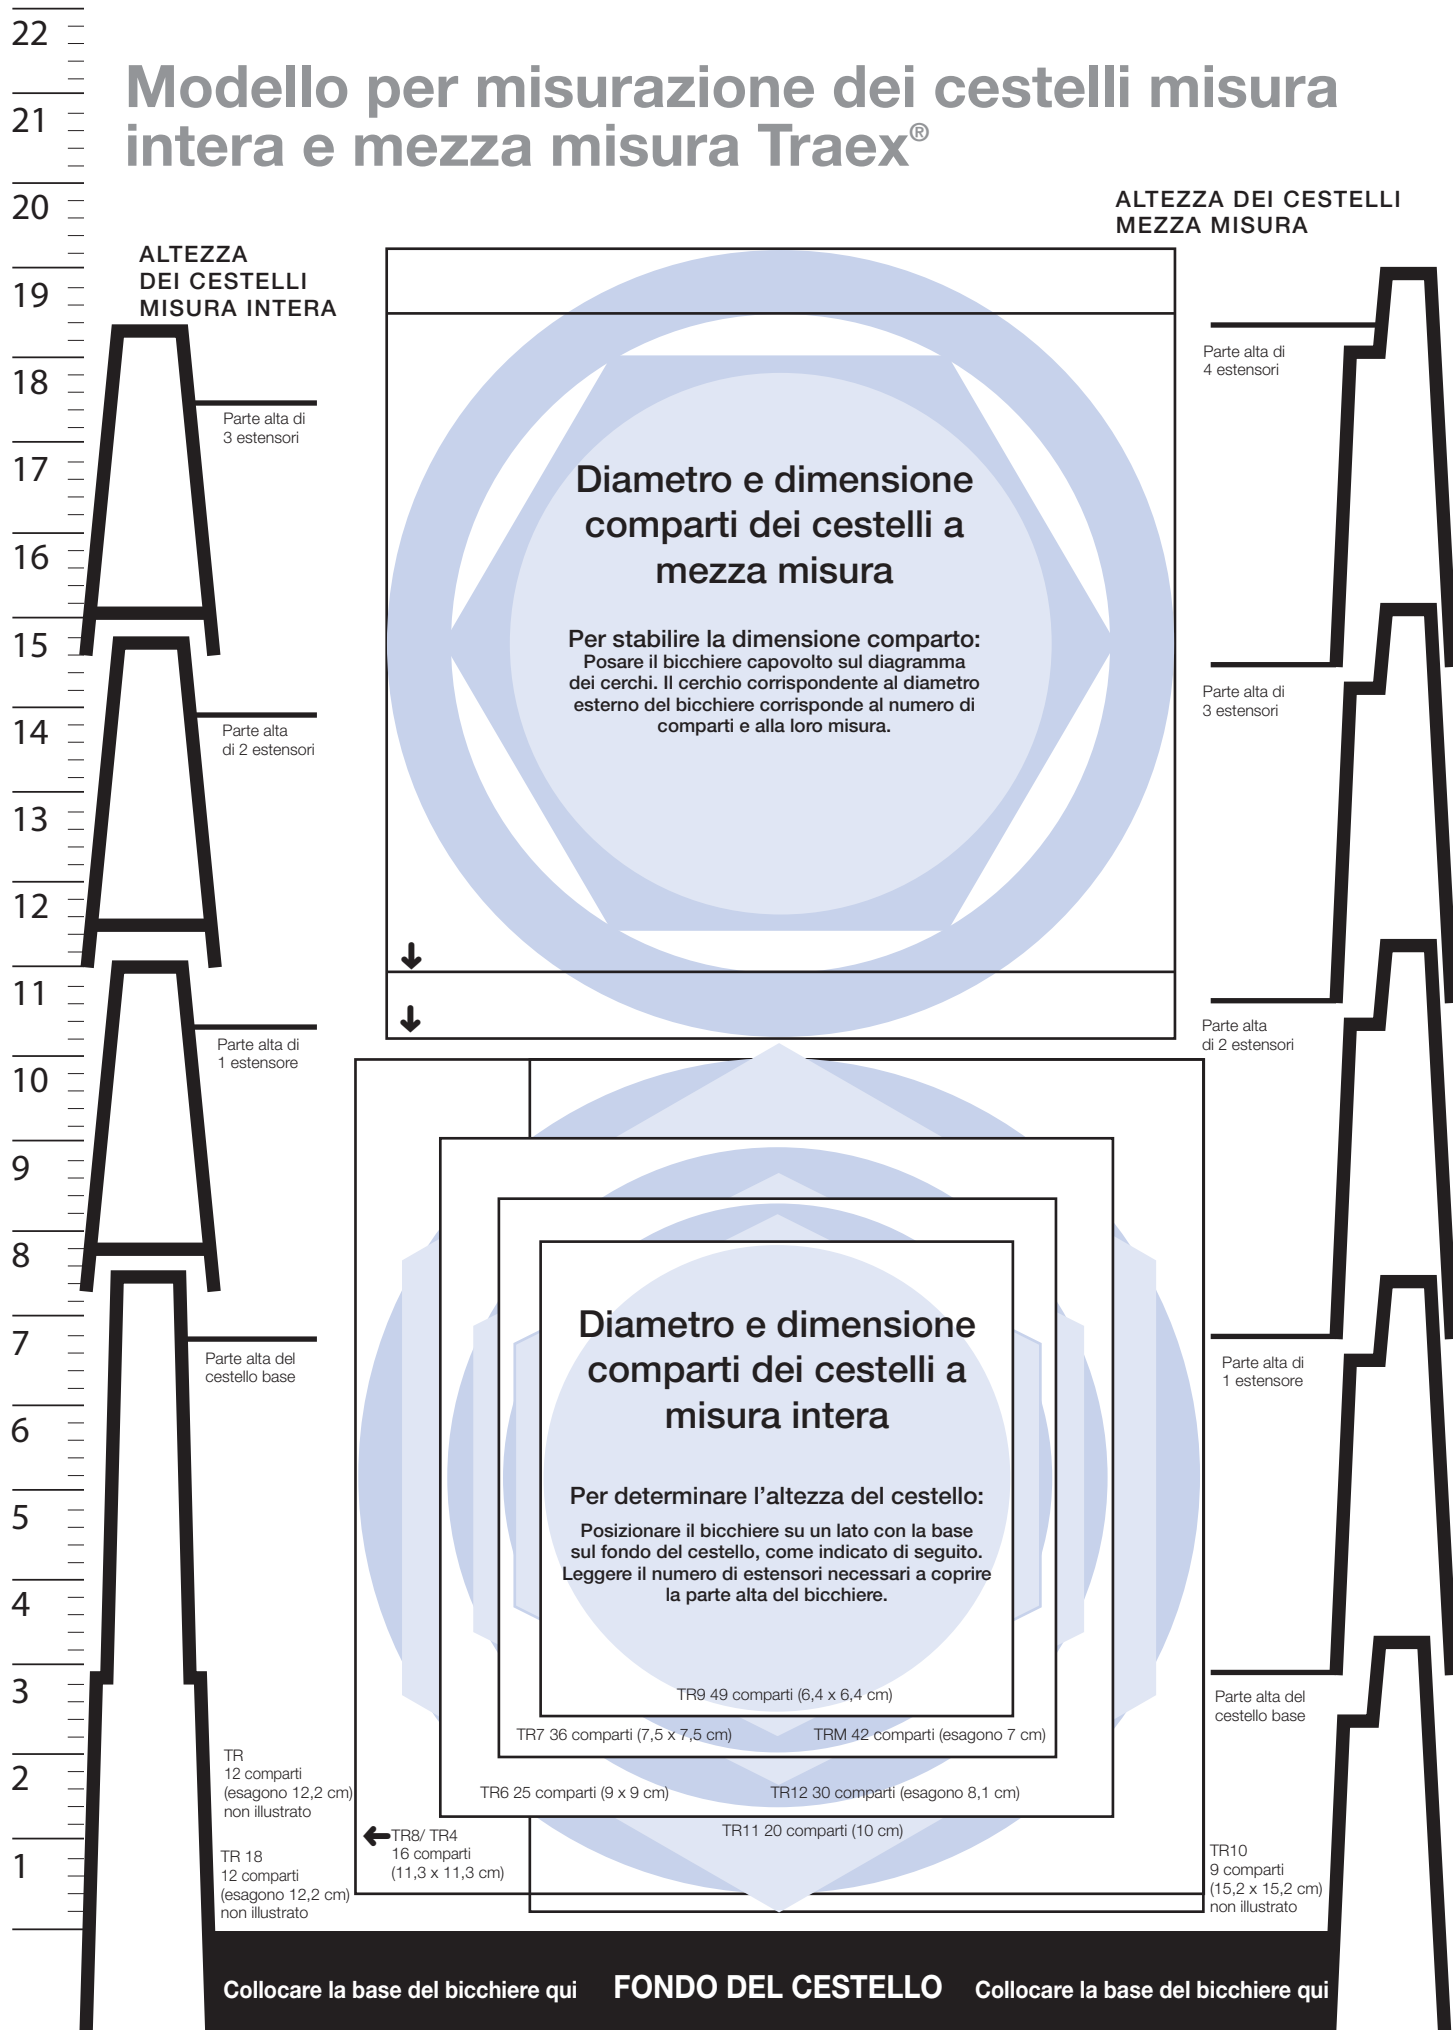 Modello per misurazione dei cestelli misura
intera e mezza misura Traex®
22
21
20
19
18
17
16
15
14
13
12
11
10
9
8
7
6
5
4
3
2
1
ALTEZZA
DEI CESTELLI
MISURA INTERA
Parte alta di
3 estensori
Parte alta
di 2 estensori
Parte alta di
1 estensore
Parte alta del
cestello base
ALTEZZA DEI CESTELLI
MEZZA MISURA
Parte alta di
4 estensori
Parte alta di
3 estensori
Parte alta
di 2 estensori
Parte alta di
1 estensore
Parte alta del
cestello base
Diametro e dimensione
comparti dei cestelli a
mezza misura
Per stabilire la dimensione comparto:
Posare il bicchiere capovolto sul diagramma
dei cerchi. Il cerchio corrispondente al diametro
esterno del bicchiere corrisponde al numero di
comparti e alla loro misura.
Diametro e dimensione
comparti dei cestelli a
misura intera
Per determinare l’altezza del cestello:
Posizionare il bicchiere su un lato con la base
sul fondo del cestello, come indicato di seguito.
Leggere il numero di estensori necessari a coprire
la parte alta del bicchiere.
TR9 49 comparti (6,4 x 6,4 cm)
TR7 36 comparti (7,5 x 7,5 cm)
TRM 42 comparti (esagono 7 cm)
TR6 25 comparti (9 x 9 cm)
TR12 30 comparti (esagono 8,1 cm)
TR11 20 comparti (10 cm)
TR8/ TR4
16 comparti
(11,3 x 11,3 cm)
TR
12 comparti
(esagono 12,2 cm)
non illustrato
TR 18
12 comparti
(esagono 12,2 cm)
non illustrato
TR10
9 comparti
(15,2 x 15,2 cm)
non illustrato
Collocare la base del bicchiere qui
FONDO DEL CESTELLO
Collocare la base del bicchiere qui